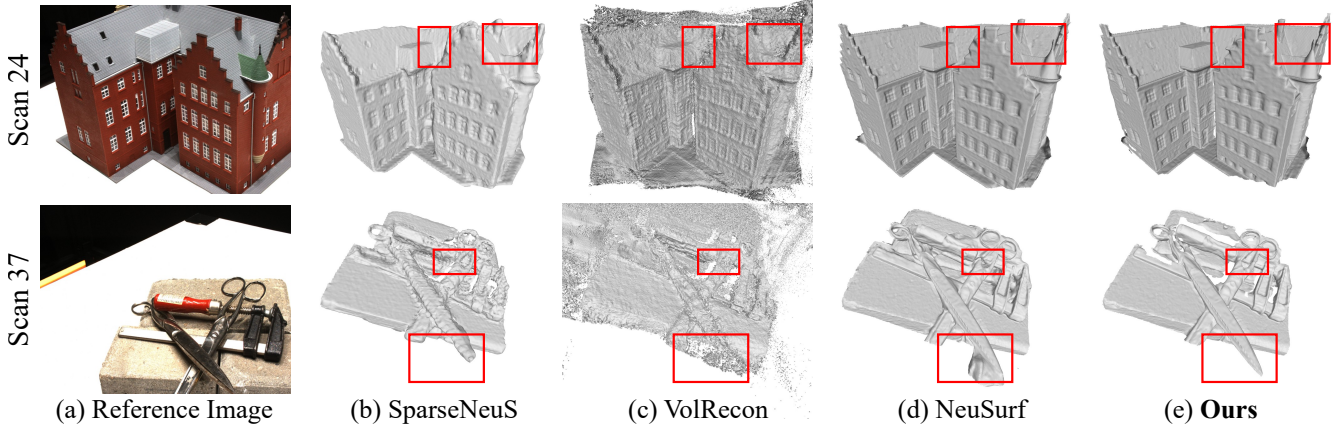 Scan 24
Scan 37
(a) Reference Image
(b) SparseNeuS
(c) VolRecon
(d) NeuSurf
(e) Ours